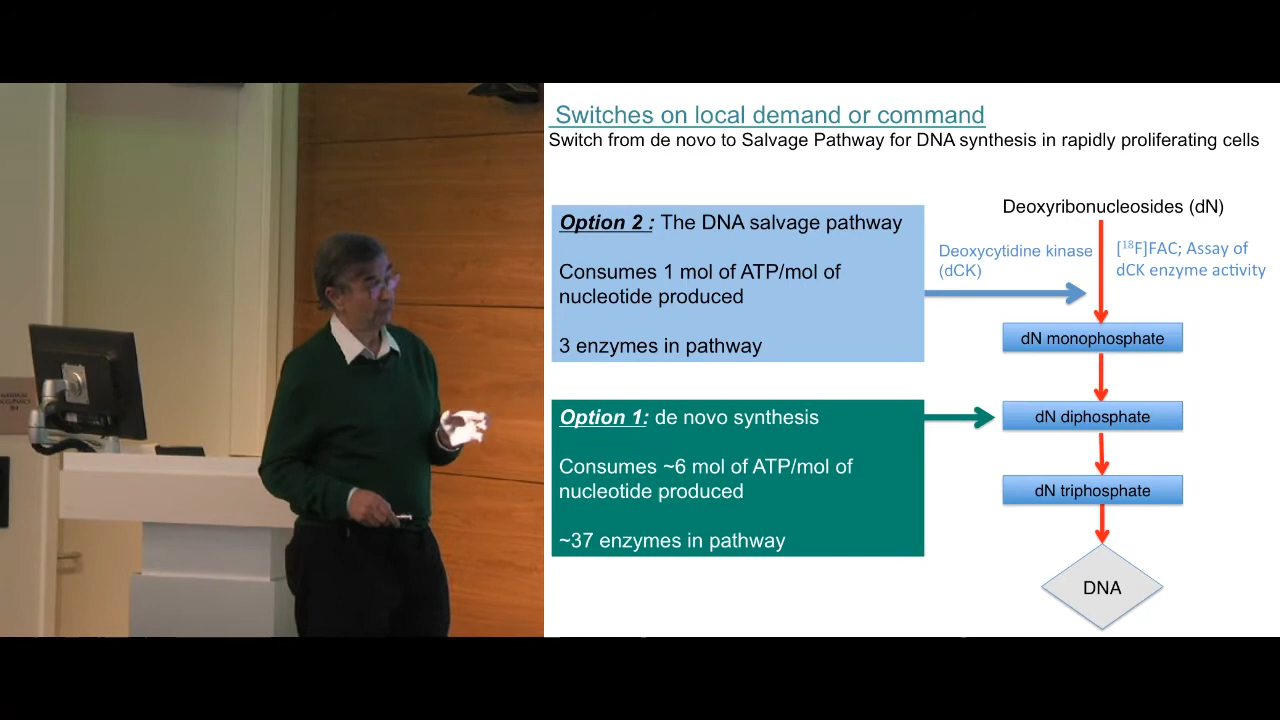 Switches on local demand or command
Switch from de novo to Salvage Pathway for DNA synthesis in rapidly proliferating cells
Option 2 : The DNA salvage pathway
Consumes 1 mol of ATP/mol of
nucleotide produced
3 enzymes in pathway
Option 1: de novo synthesis
Consumes ~6 mol of ATP/mol of
nucleotide produced
~37 enzymes in pathway
Deoxyribonucleosides (dN)
Deoxycytidine kinase
(dCK)
[¹⁸F]FAC; Assay of
dCK enzyme activity
dN monophosphate
dN diphosphate
dN triphosphate
DNA